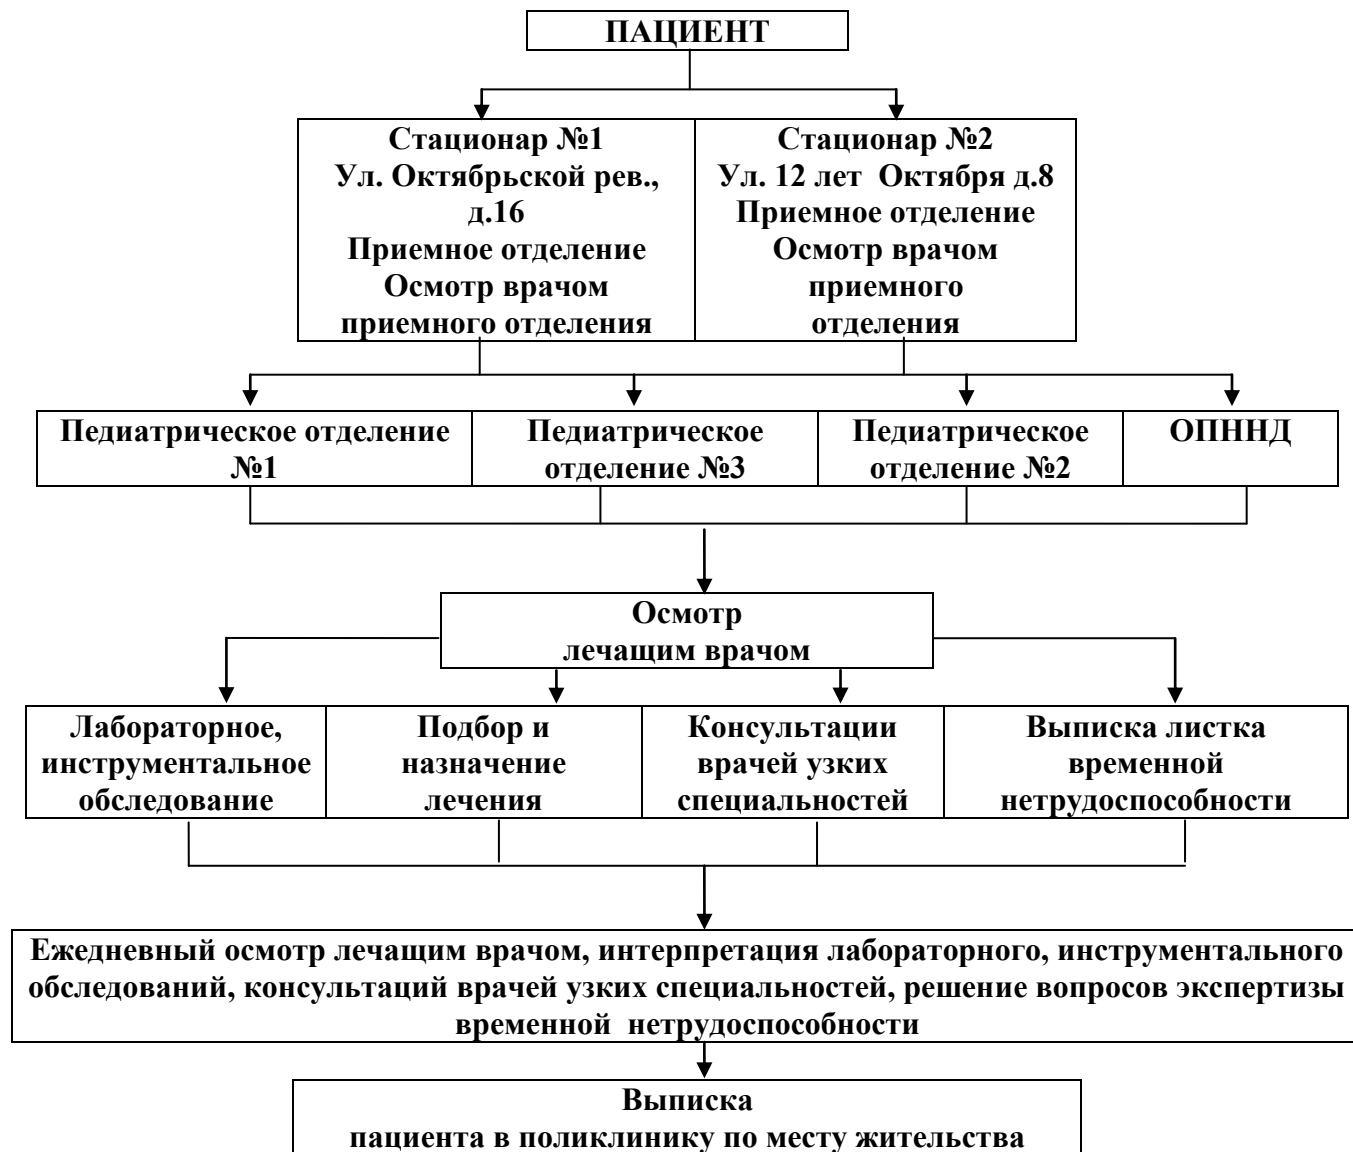 ПАЦИЕНТ
Стационар №1
Ул. Октябрьской рев.,
д.16
Приемное отделение
Осмотр врачом
приемного отделения
Стационар №2
Ул. 12 лет Октября д.8
Приемное отделение
Осмотр врачом
приемного
отделения
Педиатрическое отделение
№1
Педиатрическое
отделение №3
Педиатрическое
отделение №2
ОПННД
Осмотр
лечащим врачом
Лабораторное,
инструментальное
обследование
Подбор и
назначение
лечения
Консультации
врачей узких
специальностей
Выписка листка
временной
нетрудоспособности
Ежедневный осмотр лечащим врачом, интерпретация лабораторного, инструментального
обследований, консультаций врачей узких специальностей, решение вопросов экспертизы
временной нетрудоспособности
Выписка
пациента в поликлинику по месту жительства